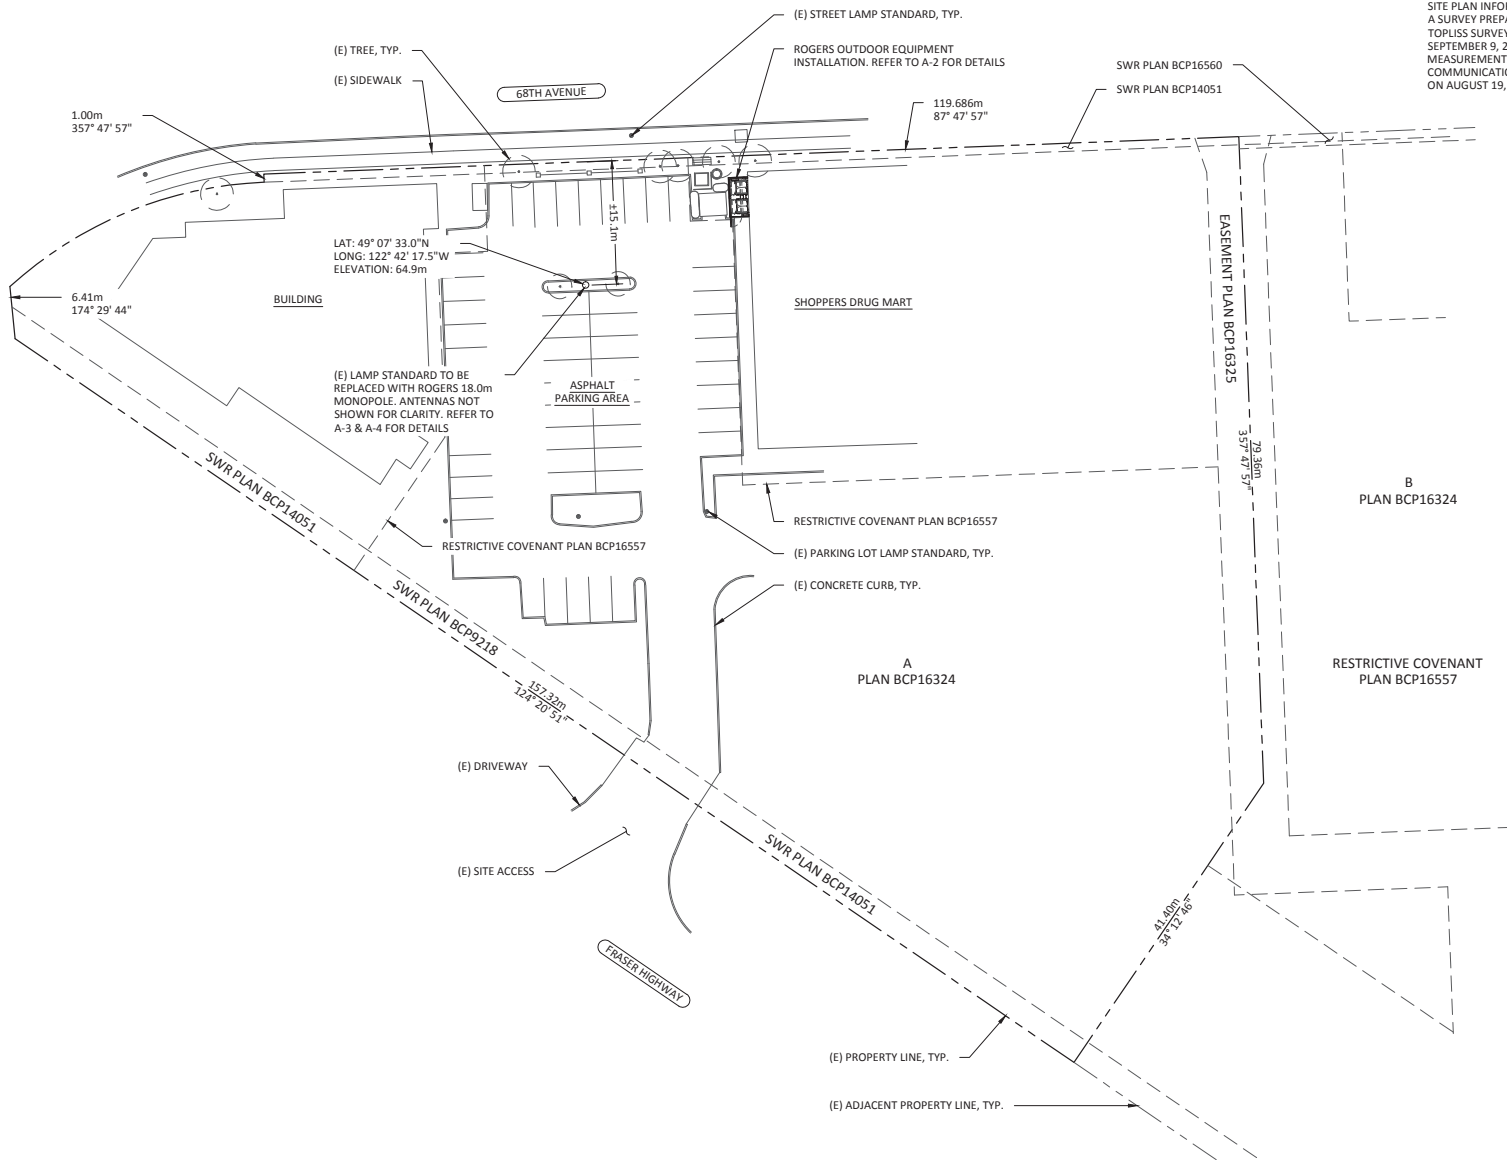 (E) STREET LAMP STANDARD, TYP.
SITE PLAN
A SURVEY
TOPLISS
SEPTEMBER 9,
MEASUREMENT
ON AUGUST 19,
(E) TREE, TYP.
ROGERS OUTDOOR EQUIPMENT
INSTALLATION. REFER TO A-2 FOR DETAILS
(E) SIDEWALK
68TH AVENUE
SWR PLAN BCP16560
SWR PLAN BCP14051
1.00m
357° 47' 57"
119.686m
87° 47' 57"
±15.1m
LAT: 49° 07' 33.0"N
LONG: 122° 42' 17.5"W
ELEVATION: 64.9m
EASEMENT PLAN BCP16325
6.41m
174° 29' 44"
BUILDING
SHOPPERS DRUG MART
(E) LAMP STANDARD TO BE
REPLACED WITH ROGERS 18.0m
MONOPOLE. ANTENNAS NOT
SHOWN FOR CLARITY. REFER TO
A-3 & A-4 FOR DETAILS
ASPHALT
PARKING AREA
SWR PLAN BCP14051
79.36m
357° 47' 57"
B
PLAN BCP16324
RESTRICTIVE COVENANT PLAN BCP16557
RESTRICTIVE COVENANT PLAN BCP16557
(E) PARKING LOT LAMP STANDARD, TYP.
(E) CONCRETE CURB, TYP.
SWR PLAN BCP9218
A
PLAN BCP16324
RESTRICTIVE COVENANT
PLAN BCP16557
157.32m
124° 20' 51"
(E) DRIVEWAY
(E) SITE ACCESS
SWR PLAN BCP14051
41.40m
34° 12' 46"
FRASER HIGHWAY
(E) PROPERTY LINE, TYP.
(E) ADJACENT PROPERTY LINE, TYP.